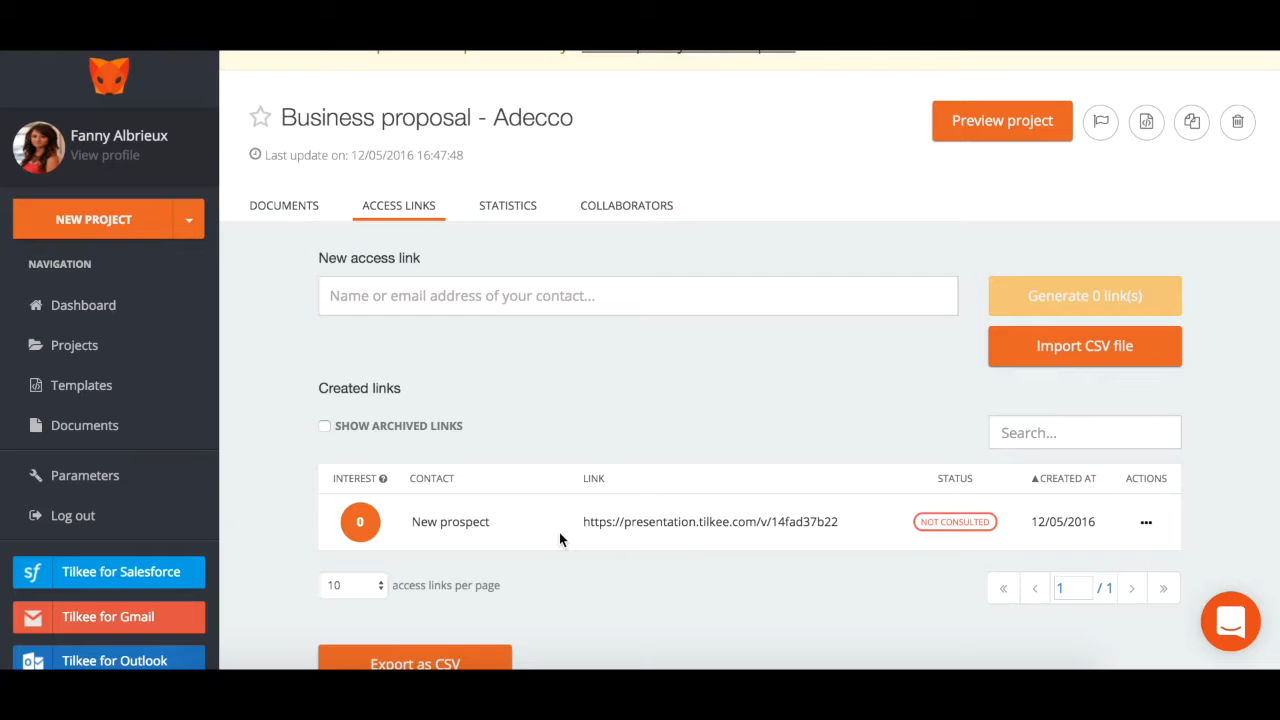 Business proposal - Adecco
Preview project
Last update on: 12/05/2016 16:47:48
Fanny Albrieux
View profile
NEW PROJECT
NAVIGATION
Dashboard
Projects
Templates
Documents
Parameters
Log out
sf Tilkee for Salesforce
Tilkee for Gmail
Tilkee for Outlook
DOCUMENTS ACCESS LINKS STATISTICS COLLABORATORS
New access link
Name or email address of your contact...
Generate 0 link(s)
Import CSV file
Created links
SHOW ARCHIVED LINKS
Search...
INTEREST CONTACT LINK STATUS CREATED AT ACTIONS
0 New prospect https://presentation.tilkee.com/v/14fad37b22 NOT CONSULTED 12/05/2016
10 access links per page
« ‹ 1 / 1 › »
Export as CSV